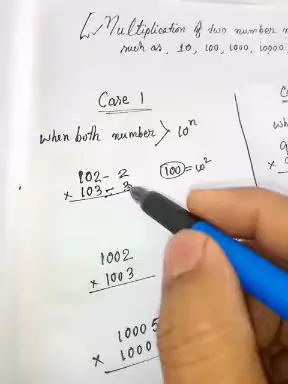 [Multiplication of two number n
such as, 10, 100, 1000, 10000
Case 1
when both number > 10ⁿ
102 - 2
× 103 - 3
100 = 10²
1002
× 1003
10005
× 1000